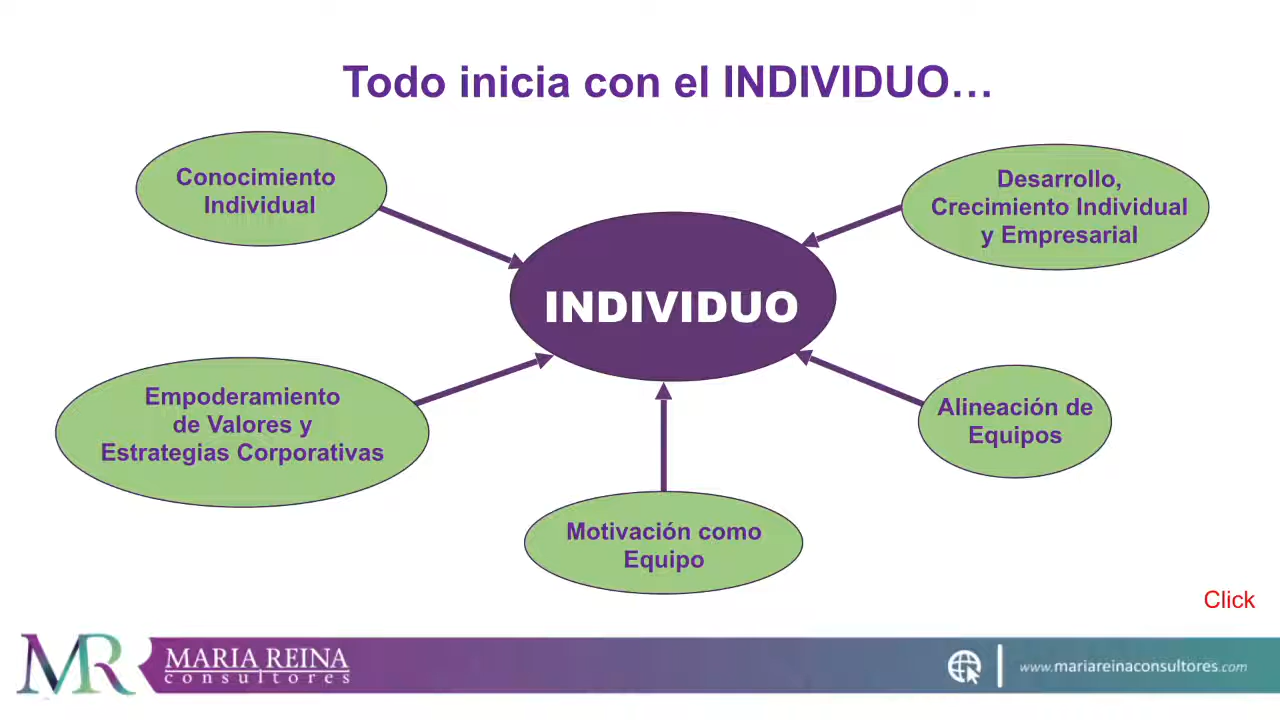 Todo inicia con el INDIVIDUO…
Conocimiento
Individual
Desarrollo,
Crecimiento Individual
y Empresarial
INDIVIDUO
Empoderamiento
de Valores y
Estrategias Corporativas
Alineación de
Equipos
Motivación como
Equipo
Click
MR
MARIA REINA
consultores
www.mariareinaconsultores.com